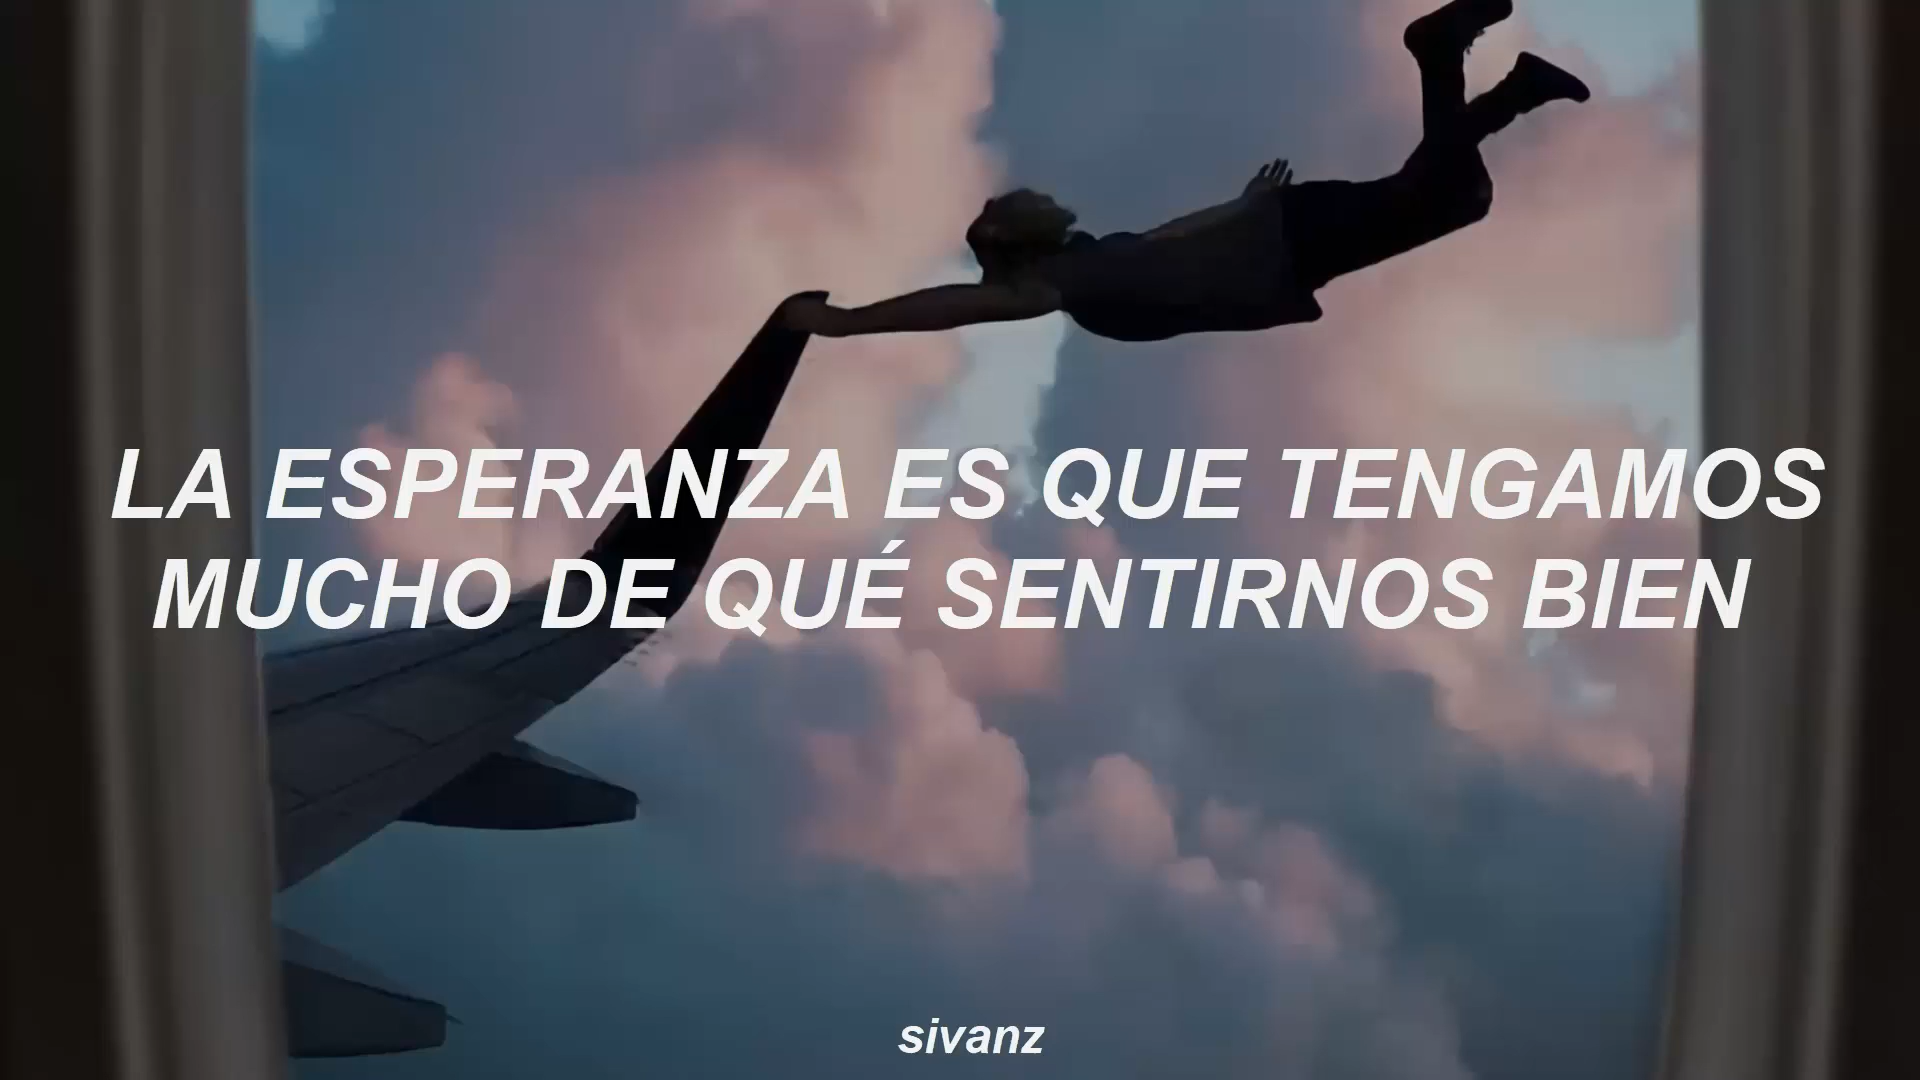 LA ESPERANZA ES QUE TENGAMOS
MUCHO DE QUÉ SENTIRNOS BIEN
sivanz